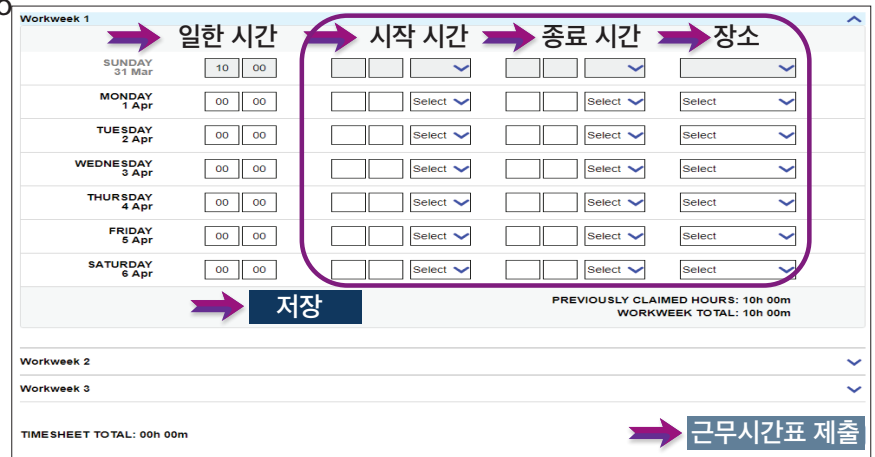 Workweek 1
일한 시간 시작 시간 종료 시간 장소
SUNDAY
31 Mar
10 00
MONDAY
1 Apr
00 00 Select Select Select
TUESDAY
2 Apr
00 00 Select Select Select
WEDNESDAY
3 Apr
00 00 Select Select Select
THURSDAY
4 Apr
00 00 Select Select Select
FRIDAY
5 Apr
00 00 Select Select Select
SATURDAY
6 Apr
00 00 Select Select Select
저장
PREVIOUSLY CLAIMED HOURS: 10h 00m
WORKWEEK TOTAL: 10h 00m
Workweek 2
Workweek 3
TIMESHEET TOTAL: 00h 00m
근무시간표 제출